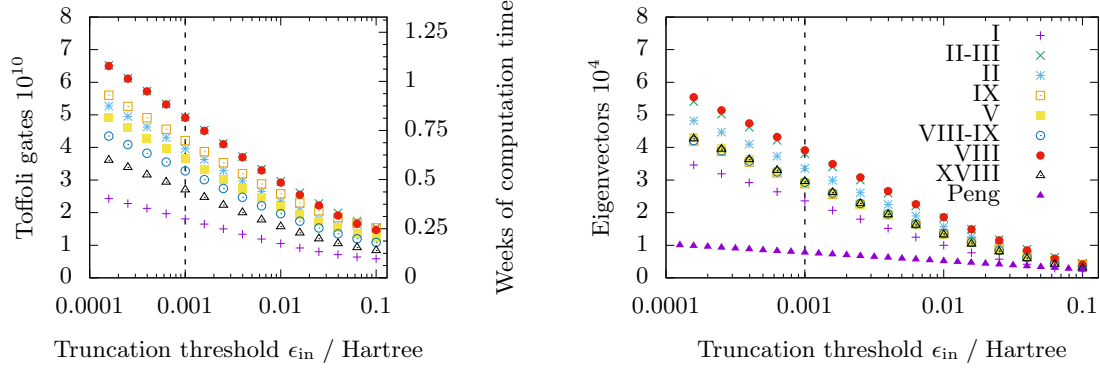 Toffoli gates 10^10
8
7
6
5
4
3
2
1
0
0.0001 0.001 0.01 0.1
Truncation threshold ϵ_in / Hartree
1.25
1
0.75
0.5
0.25
0
Weeks of computation time
Eigenvectors 10^4
8
7
6
5
4
3
2
1
0
0.0001 0.001 0.01 0.1
Truncation threshold ϵ_in / Hartree
I
II-III
II
IX
V
VIII-IX
VIII
XVIII
Peng